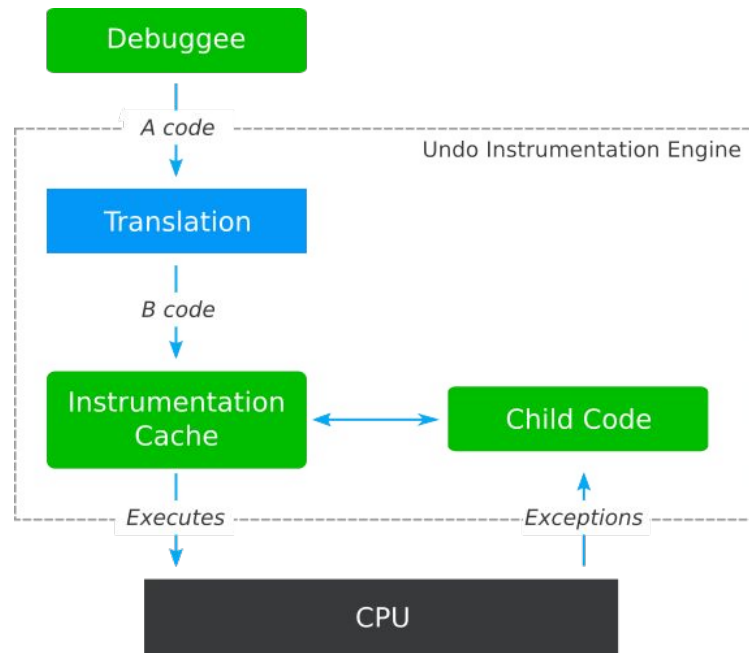 Debuggee
A code
Undo Instrumentation Engine
Translation
B code
Instrumentation
Cache
Child Code
Executes
Exceptions
CPU